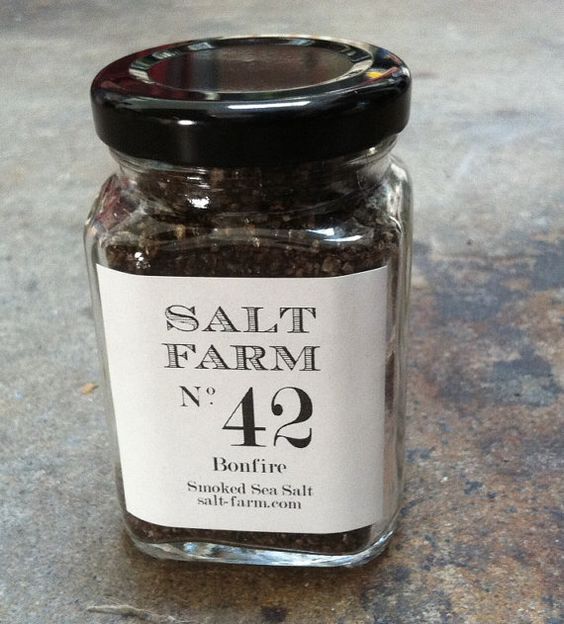 SALT
FARM
Nº 42
Bonfire
Smoked Sea Salt
salt-farm.com